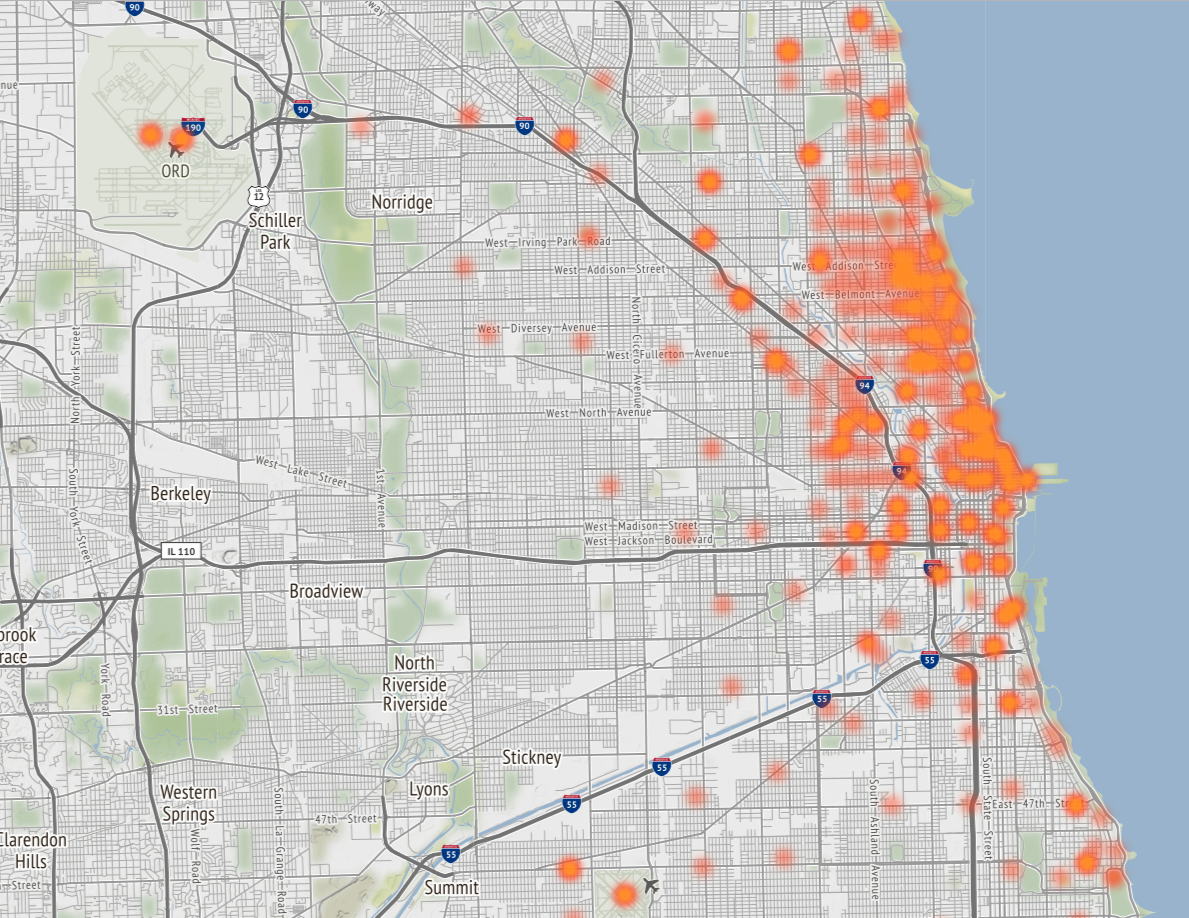 90
way
nue
90
190
90
ORD
US
12
Norridge
Schiller
Park
West Irving Park Road
West Addison Street
West Addison Stre
West Belmont Avenue
North York Street
North Cicero Avenue
West Diversey Avenue
West Fullerton Avenue
94
West North Avenue
West Lake Street
94
South York Street
1st Avenue
Berkeley
West Madison Street
West Jackson Boulevard
IL 110
90
Broadview
brook
race
55
North
Riverside
Riverside
York Road
55
31st Street
Stickney
55
Western
Springs
Lyons
55
South La Grange Road
47th Street
South Ashland Avenue
South State Street
East 47th St
Wolf Road
Clarendon
Hills
55
Street
Summit